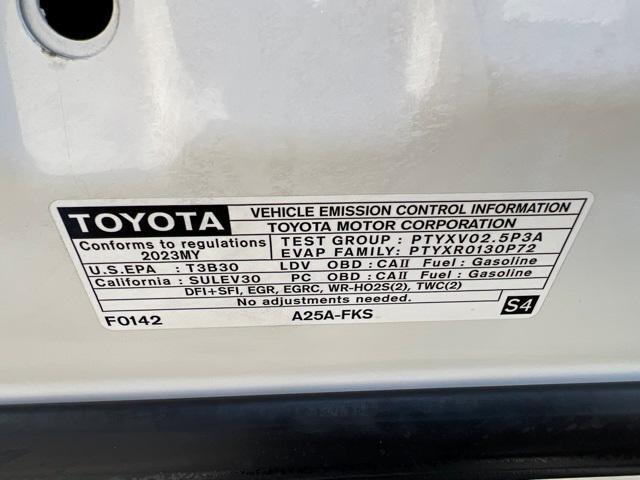 TOYOTA
VEHICLE EMISSION CONTROL INFORMATION
TOYOTA MOTOR CORPORATION
Conforms to regulations
2023MY
TEST GROUP : PTYXV02.5P3A
EVAP FAMILY: PTYXR0130P72
U.S.EPA : T3B30 LDV OBD : CAII Fuel : Gasoline
California : SULEV30 PC OBD : CAII Fuel : Gasoline
DFI+SFI, EGR, EGRC, WR-HO2S(2), TWC(2)
No adjustments needed.
F0142 A25A-FKS S4